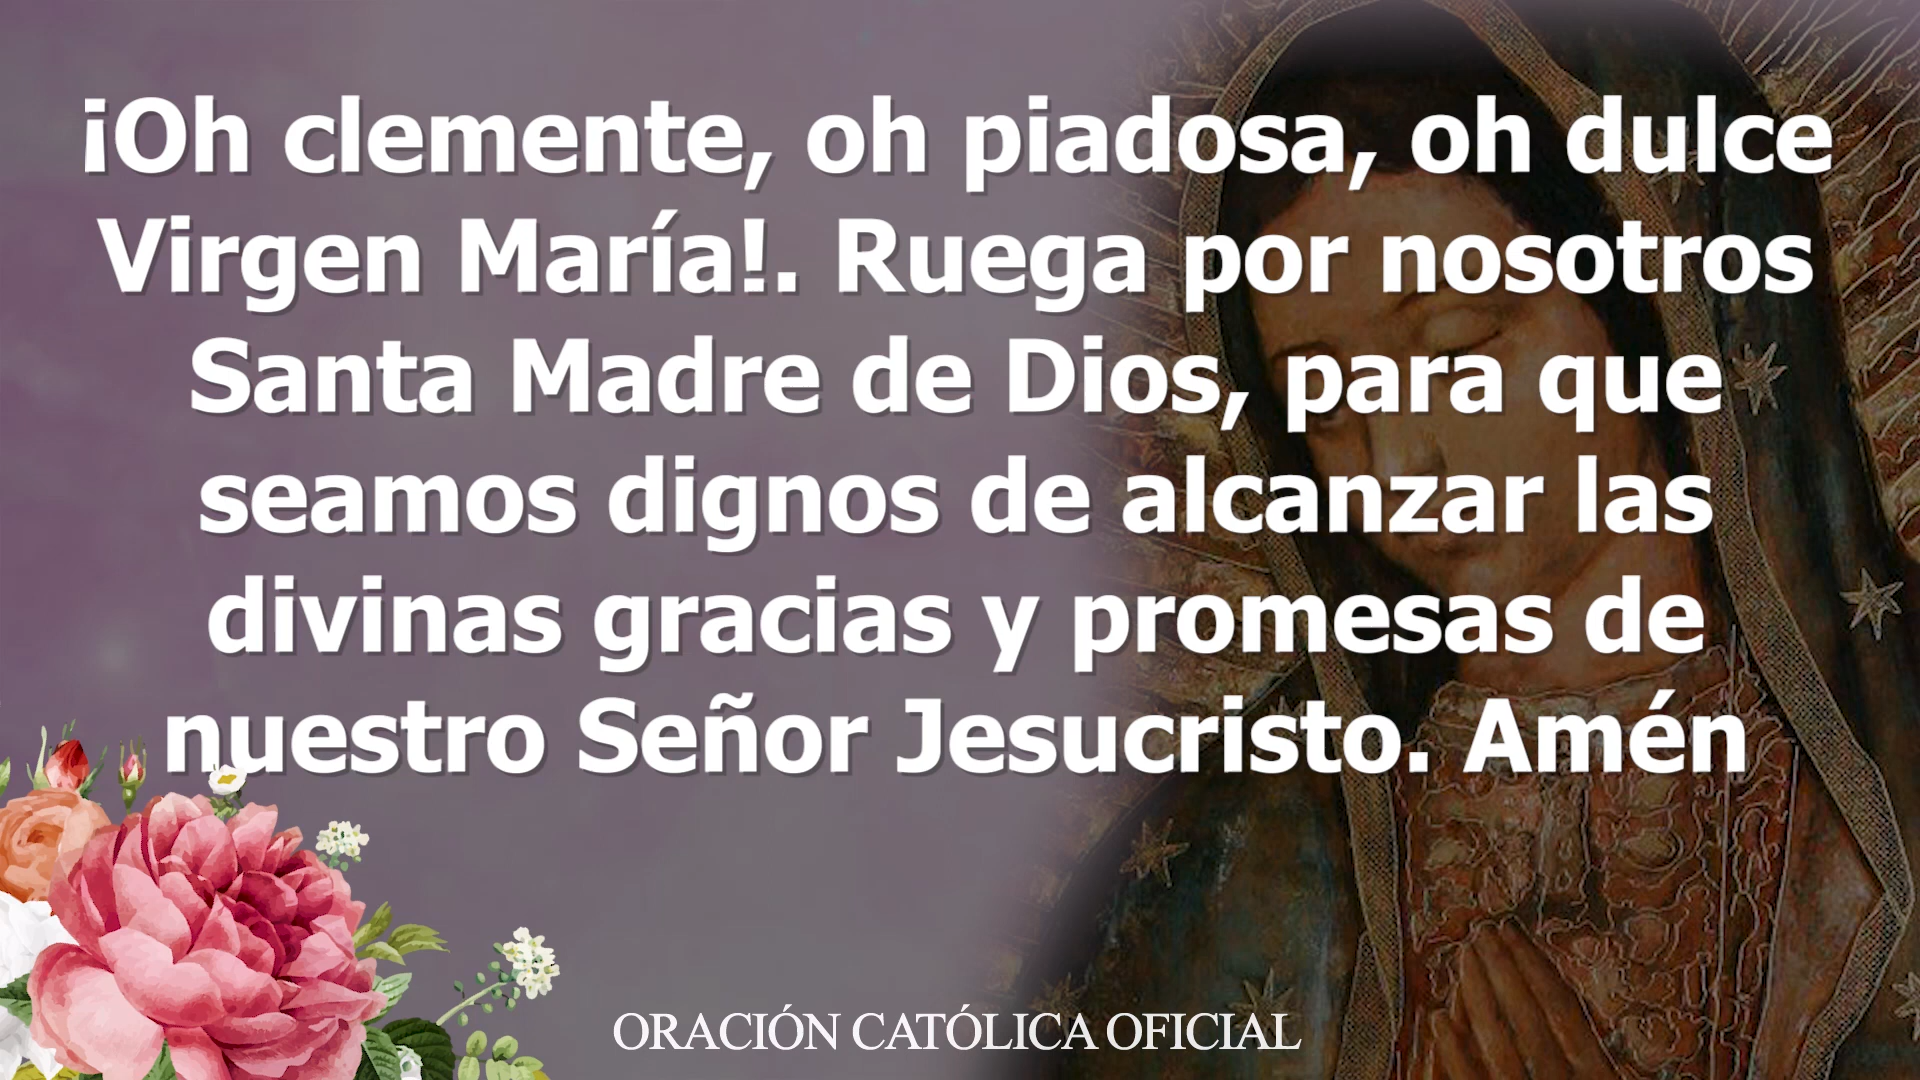 ¡Oh clemente, oh piadosa, oh dulce
Virgen María!. Ruega por nosotros
Santa Madre de Dios, para que
seamos dignos de alcanzar las
divinas gracias y promesas de
nuestro Señor Jesucristo. Amén
ORACIÓN CATÓLICA OFICIAL